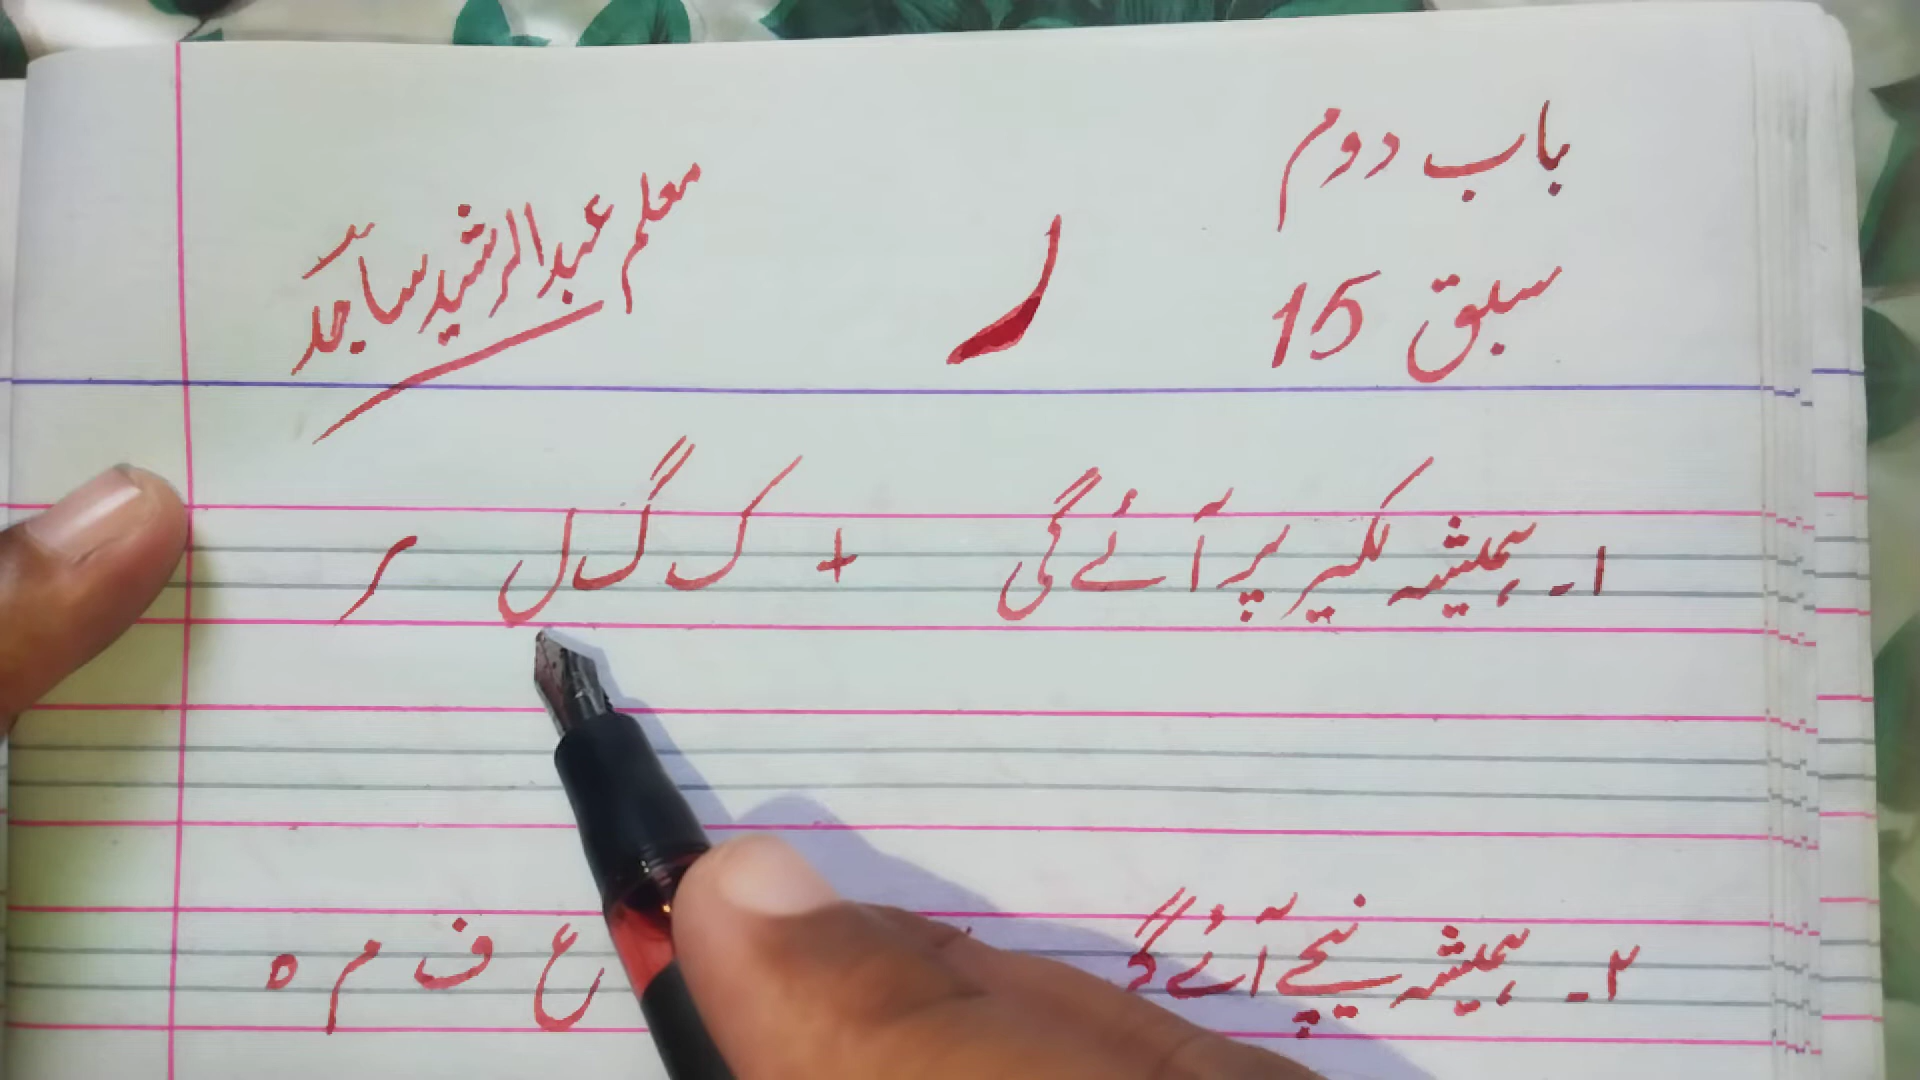 باب دوم
سبق 15
ر
معلم عبدالرشید ساجد
۱۔ ہمیشہ لکیر پر آئے گی + ک گ ل ر
۲۔ ہمیشہ نیچے آئے گ ع ف م ہ